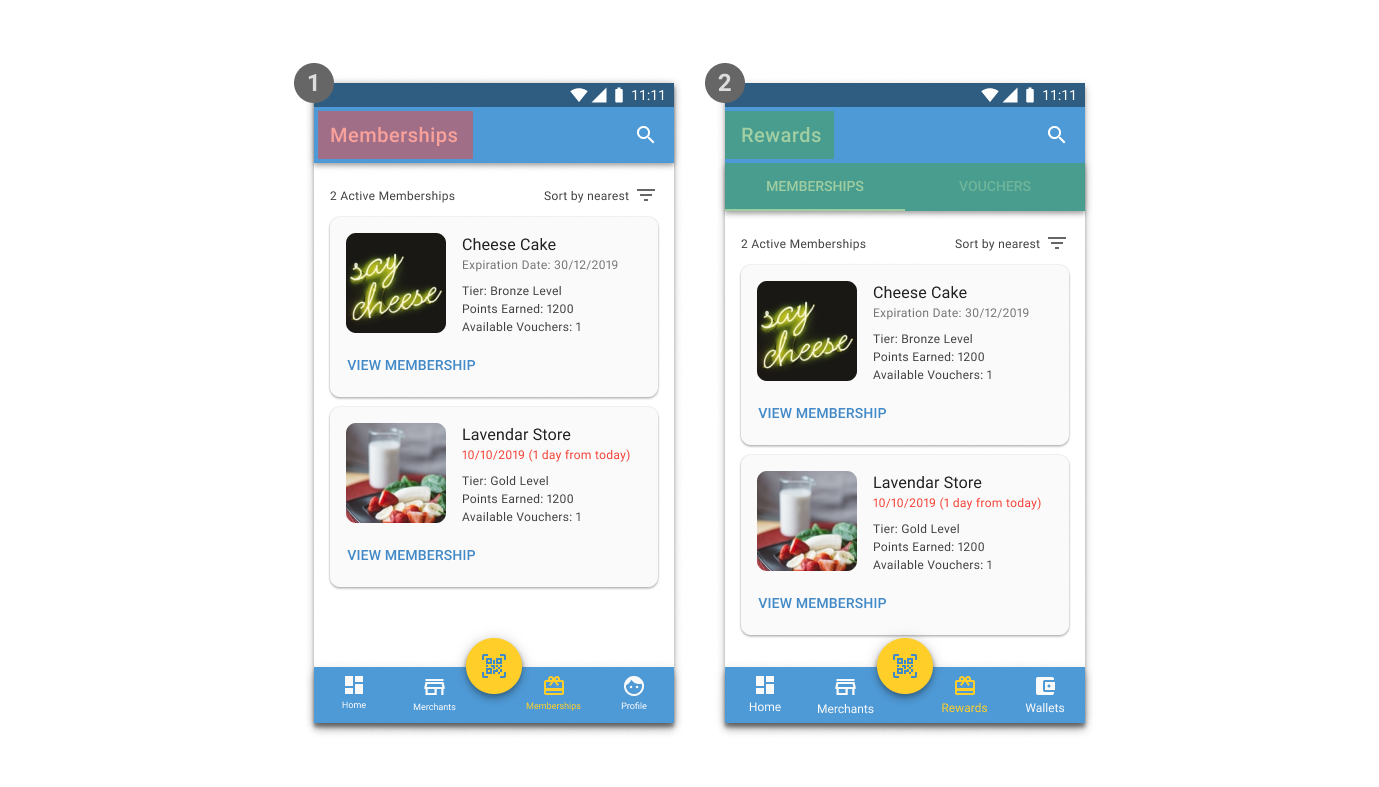 1
11:11
Memberships
2 Active Memberships
Sort by nearest
say
cheese
Cheese Cake
Expiration Date: 30/12/2019
Tier: Bronze Level
Points Earned: 1200
Available Vouchers: 1
VIEW MEMBERSHIP
Lavendar Store
10/10/2019 (1 day from today)
Tier: Gold Level
Points Earned: 1200
Available Vouchers: 1
VIEW MEMBERSHIP
Home
Merchants
Memberships
Profile
2
11:11
Rewards
MEMBERSHIPS
VOUCHERS
2 Active Memberships
Sort by nearest
say
cheese
Cheese Cake
Expiration Date: 30/12/2019
Tier: Bronze Level
Points Earned: 1200
Available Vouchers: 1
VIEW MEMBERSHIP
Lavendar Store
10/10/2019 (1 day from today)
Tier: Gold Level
Points Earned: 1200
Available Vouchers: 1
VIEW MEMBERSHIP
Home
Merchants
Rewards
Wallets